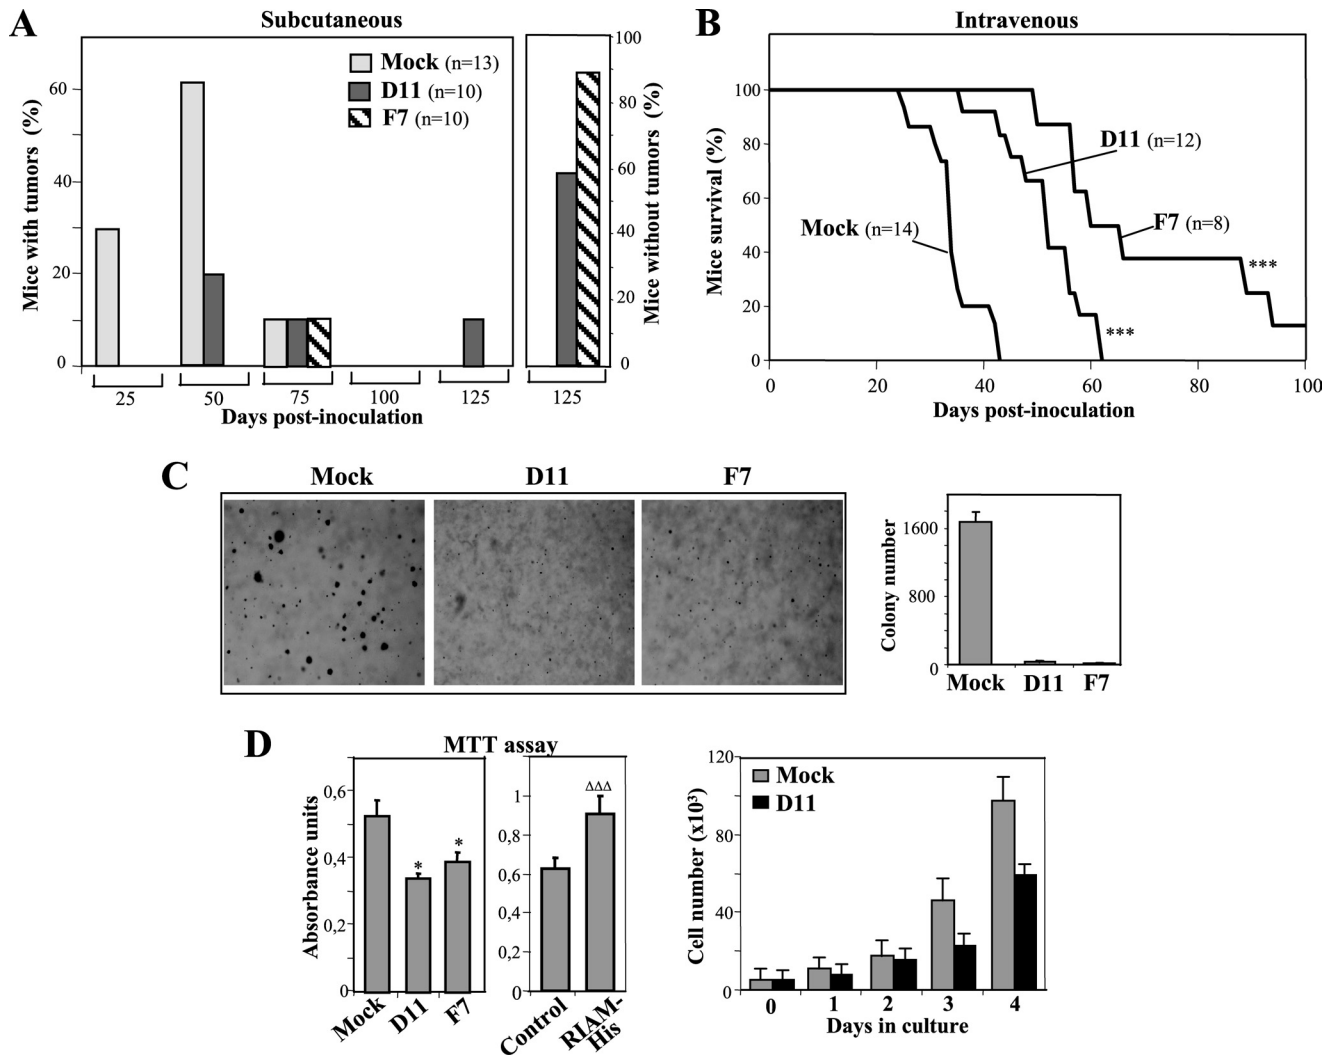 A
Subcutaneous
Mice with tumors (%)
60
40
20
0
Mock (n=13)
D11 (n=10)
F7 (n=10)
25
50
75
100
125
125
Days post-inoculation
100
80
60
40
20
0
Mice without tumors (%)
B
Intravenous
Mice survival (%)
100
80
60
40
20
0
D11 (n=12)
Mock (n=14)
F7 (n=8)
***
***
0
20
40
60
80
100
Days post-inoculation
C
Mock
D11
F7
Colony number
1600
800
0
Mock
D11
F7
D
MTT assay
Absorbance units
0,6
0,4
0,2
0
*
*
Mock
D11
F7
1
0,8
0,6
0,4
0,2
0
ΔΔΔ
Control
RIAM-
His
Cell number (x10³)
120
80
40
0
Mock
D11
0
1
2
3
4
Days in culture